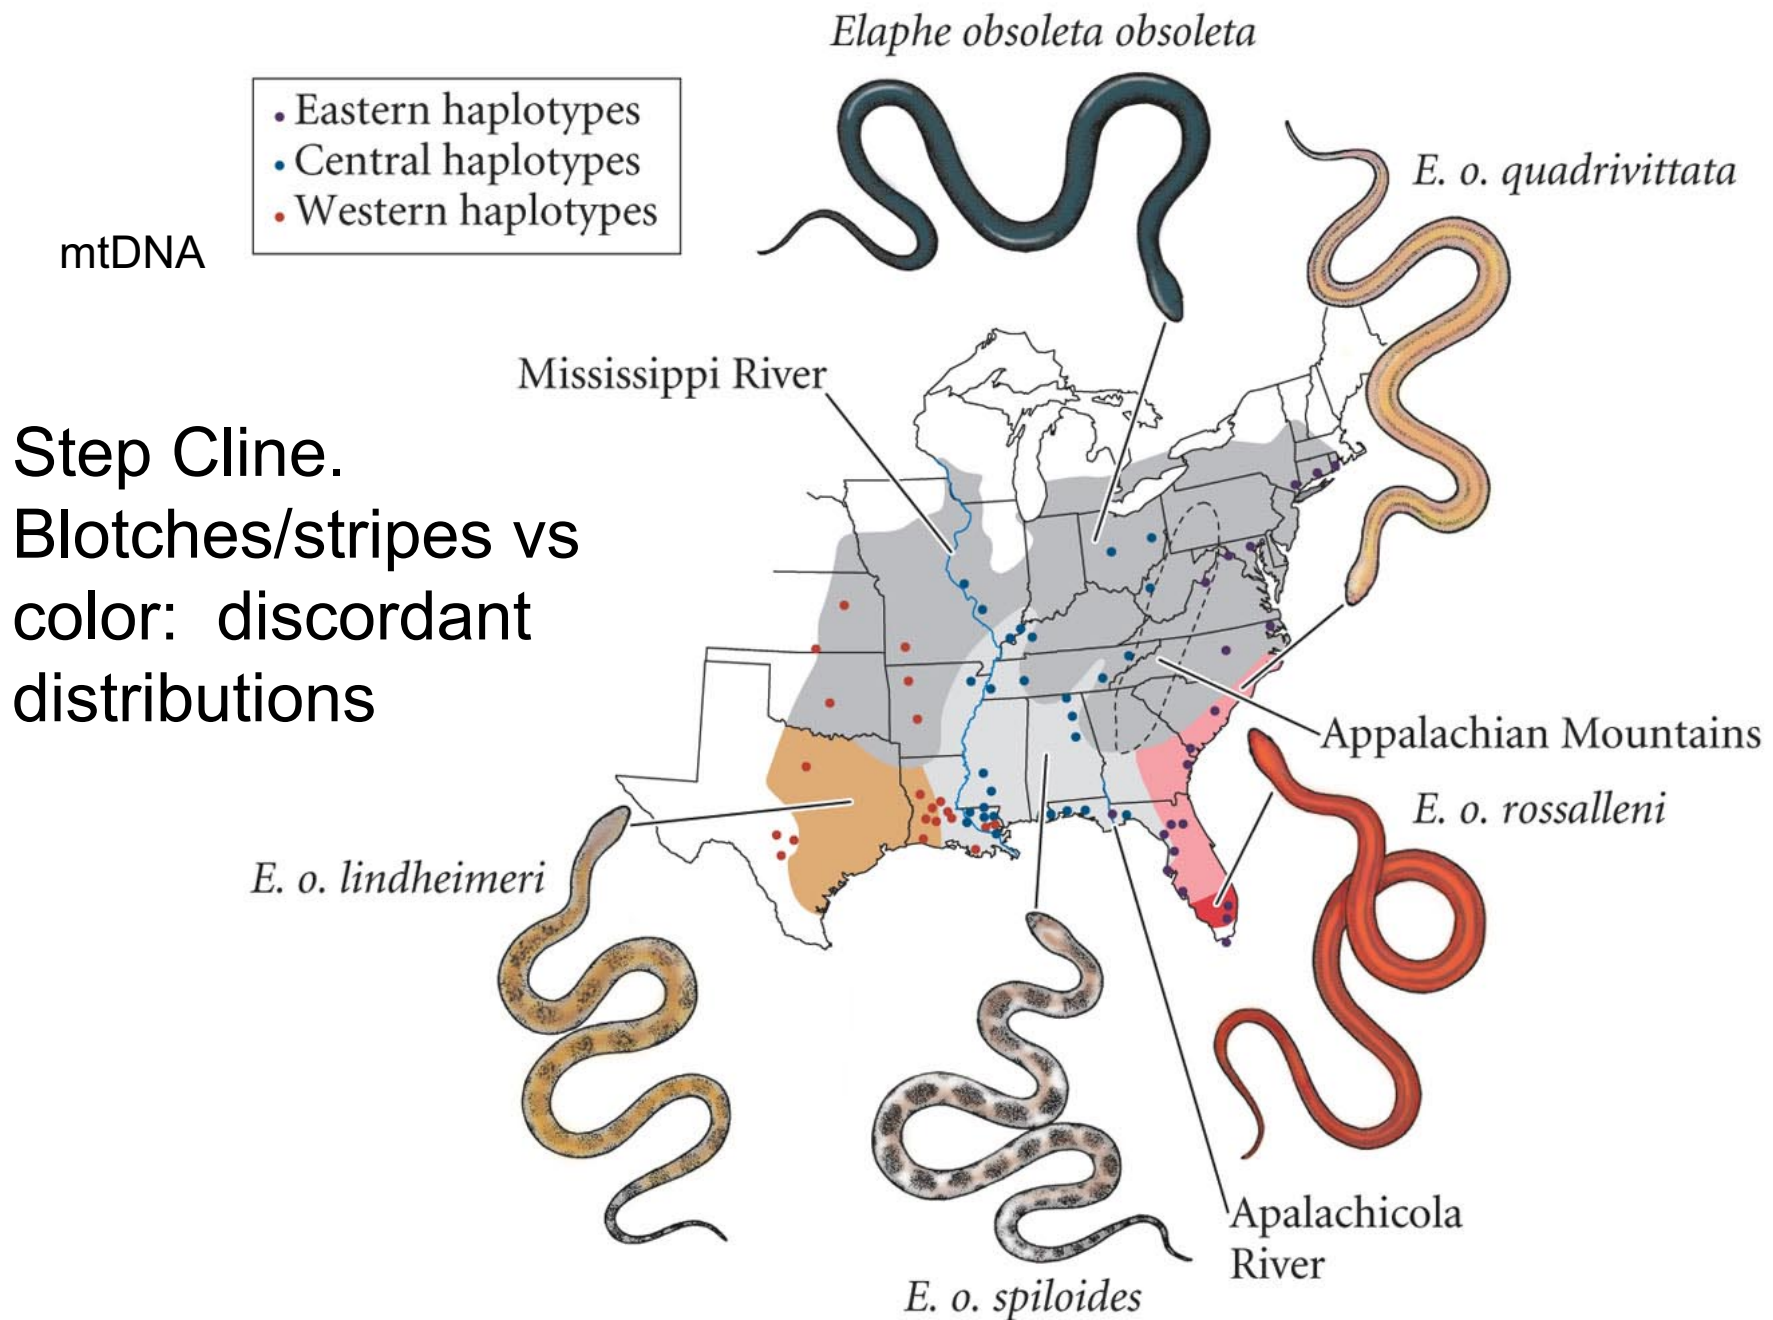 Elaphe obsoleta obsoleta
• Eastern haplotypes
• Central haplotypes
• Western haplotypes
E. o. quadrivittata
mtDNA
Mississippi River
Step Cline.
Blotches/stripes vs
color:  discordant
distributions
Appalachian Mountains
E. o. rossalleni
E. o. lindheimeri
Apalachicola
River
E. o. spiloides